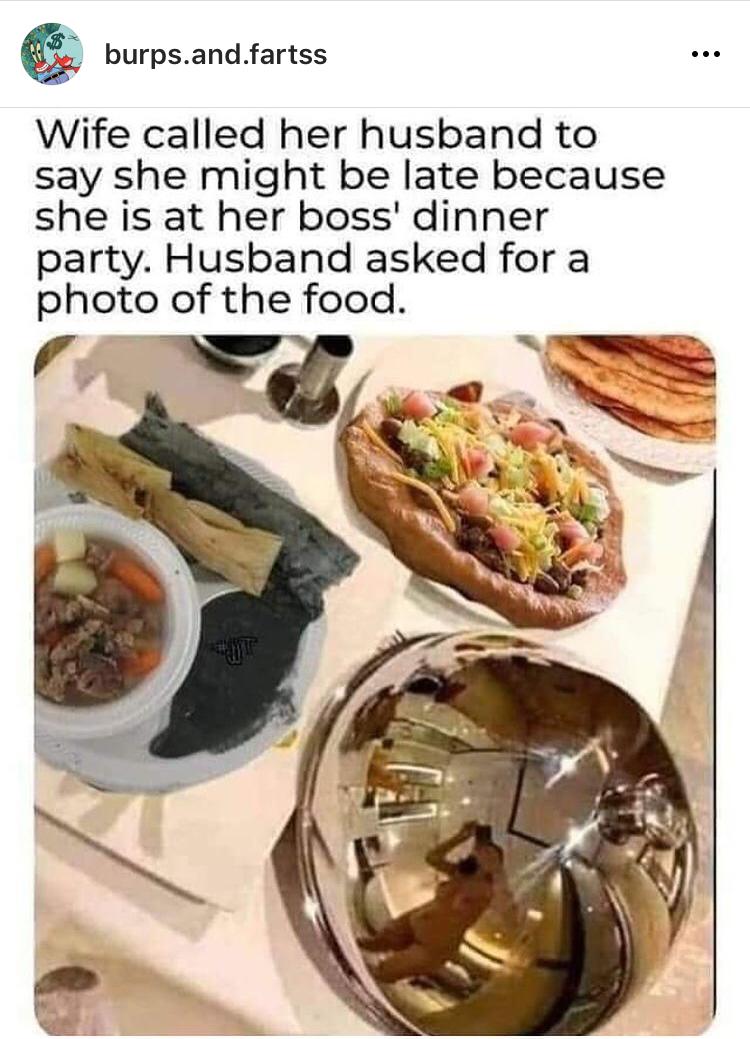 burps.and.fartss
Wife called her husband to
say she might be late because
she is at her boss' dinner
party. Husband asked for a
photo of the food.